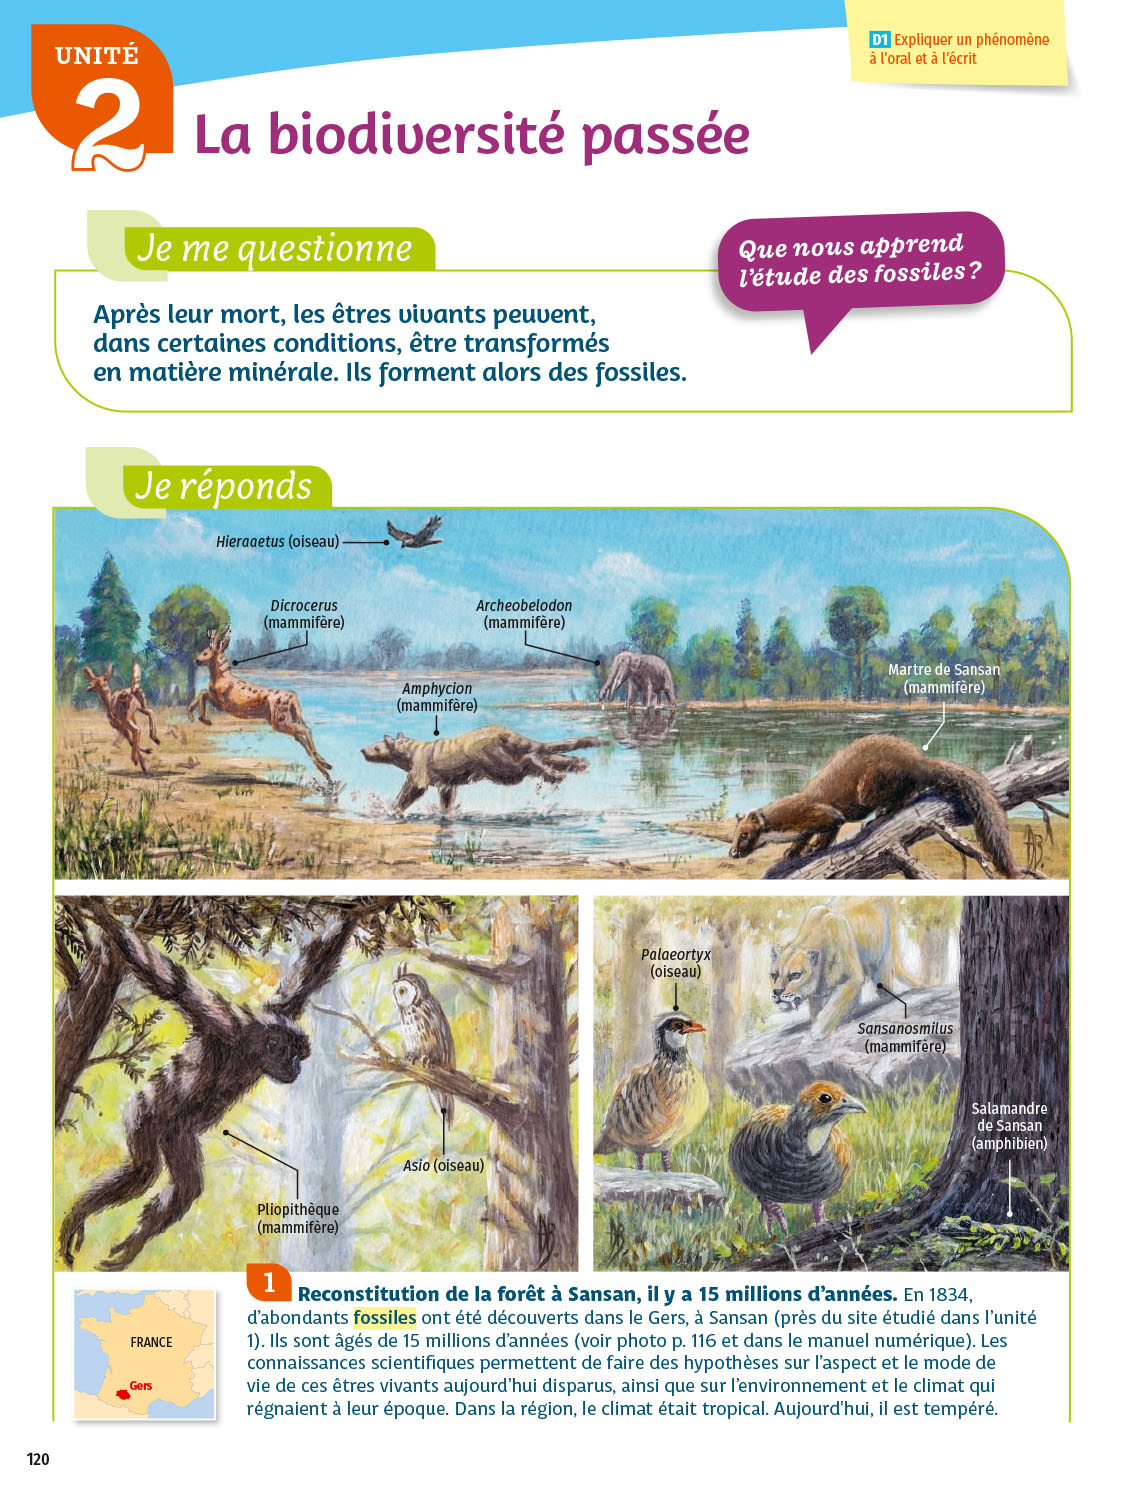 UNITÉ
2
D1 Expliquer un phénomène
à l'oral et à l'écrit
La biodiversité passée
Je me questionne
Que nous apprend
l'étude des fossiles ?
Après leur mort, les êtres vivants peuvent,
dans certaines conditions, être transformés
en matière minérale. Ils forment alors des fossiles.
Je réponds
Hieraaetus (oiseau)
Dicrocerus
(mammifère)
Archeobelodon
(mammifère)
Amphycion
(mammifère)
Martre de Sansan
(mammifère)
Asio (oiseau)
Pliopithèque
(mammifère)
Palaeortyx
(oiseau)
Sansanosmilus
(mammifère)
Salamandre
de Sansan
(amphibien)
FRANCE
Gers
1 Reconstitution de la forêt à Sansan, il y a 15 millions d'années. En 1834,
d'abondants fossiles ont été découverts dans le Gers, à Sansan (près du site étudié dans l'unité
1). Ils sont âgés de 15 millions d'années (voir photo p. 116 et dans le manuel numérique). Les
connaissances scientifiques permettent de faire des hypothèses sur l'aspect et le mode de
vie de ces êtres vivants aujourd'hui disparus, ainsi que sur l'environnement et le climat qui
régnaient à leur époque. Dans la région, le climat était tropical. Aujourd'hui, il est tempéré.
120